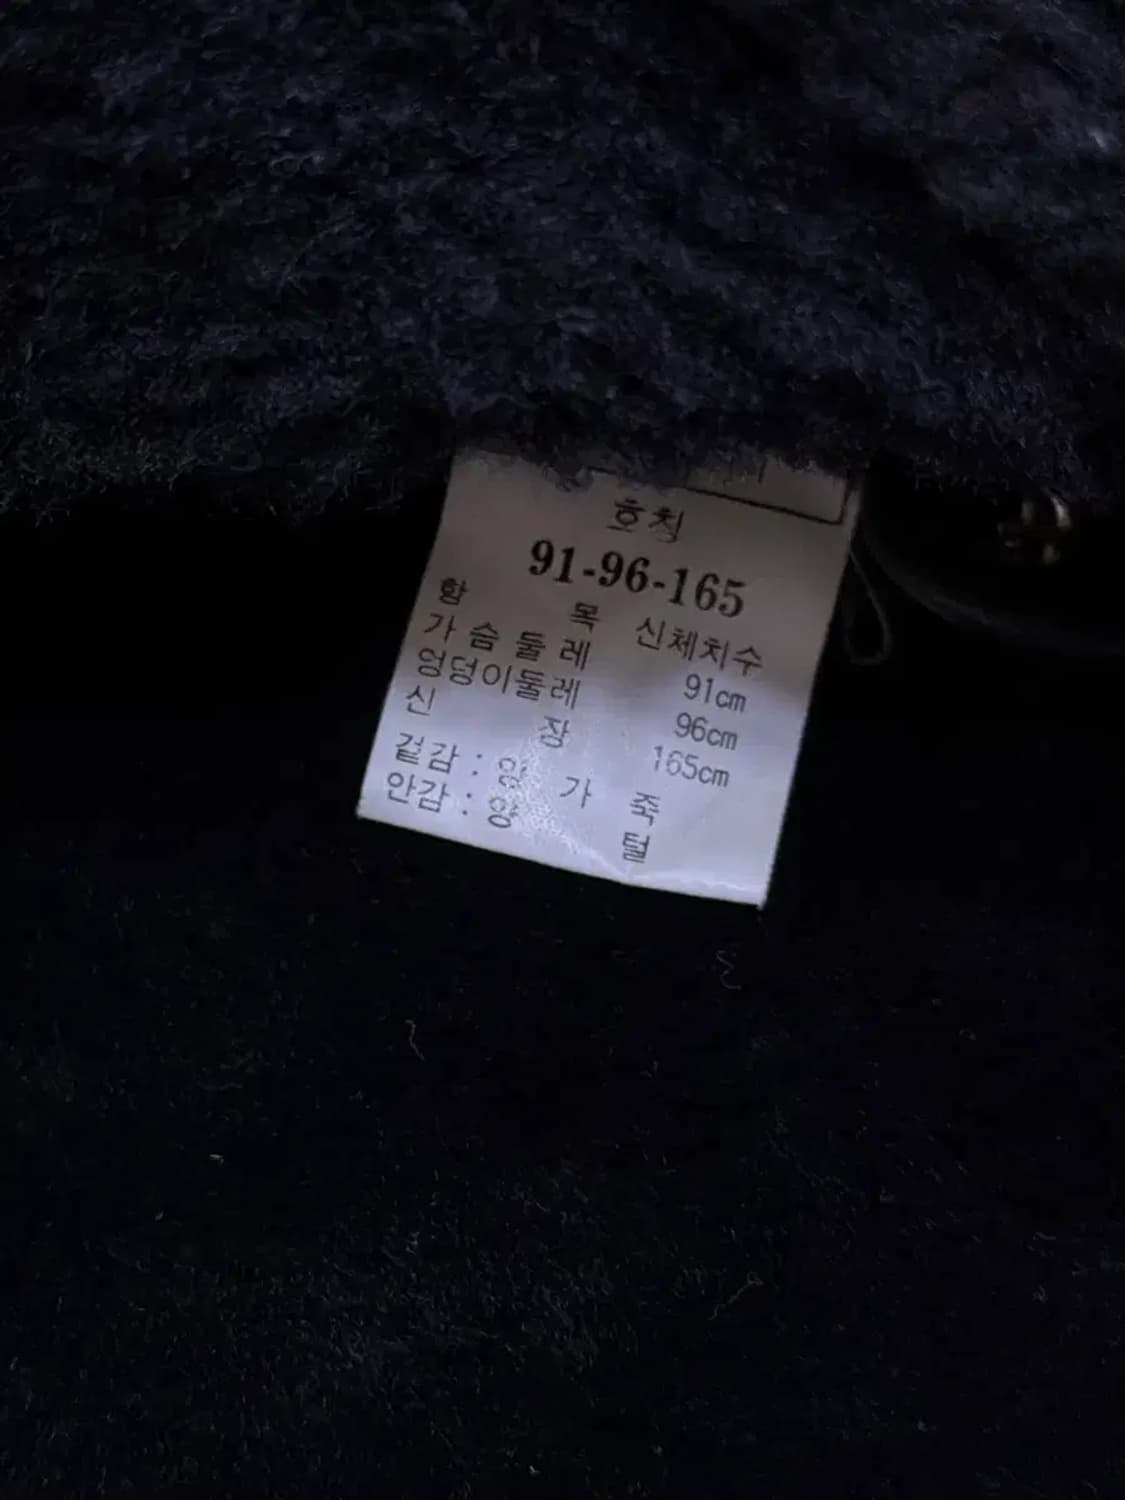 호칭
91-96-165
항 목 신체치수
가슴둘레 91cm
엉덩이둘레 96cm
신 장 165cm
겉감 : 양 가 죽
안감 : 양 털